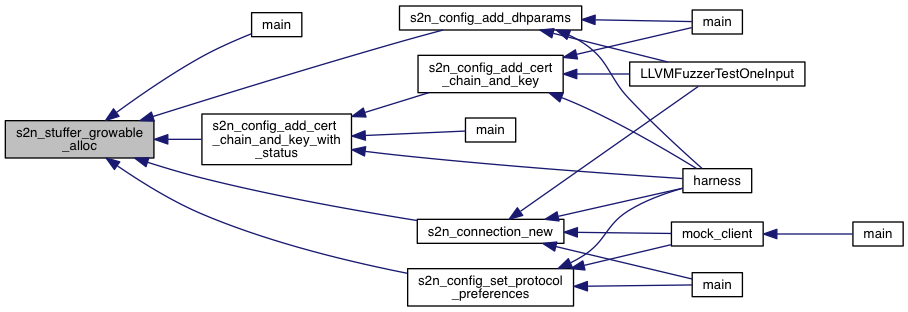 s2n_stuffer_growable
_alloc
main
s2n_config_add_dhparams
s2n_config_add_cert
_chain_and_key
s2n_config_add_cert
_chain_and_key_with
_status
main
s2n_connection_new
s2n_config_set_protocol
_preferences
main
LLVMFuzzerTestOneInput
harness
mock_client
main
main